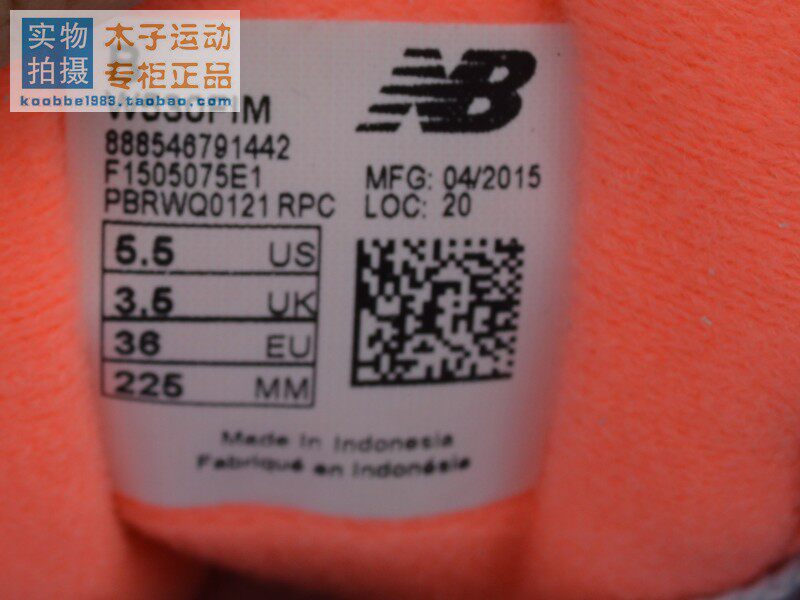 实物
拍摄
木子运动
专柜正品
koobbe1983.taobao.com
NB
888546791442
F1505075E1
PBRWQ0121 RPC
MFG: 04/2015
LOC: 20
5.5 US
3.5 UK
36 EU
225 MM
Made in Indonesia
Fabriqué en Indonésie